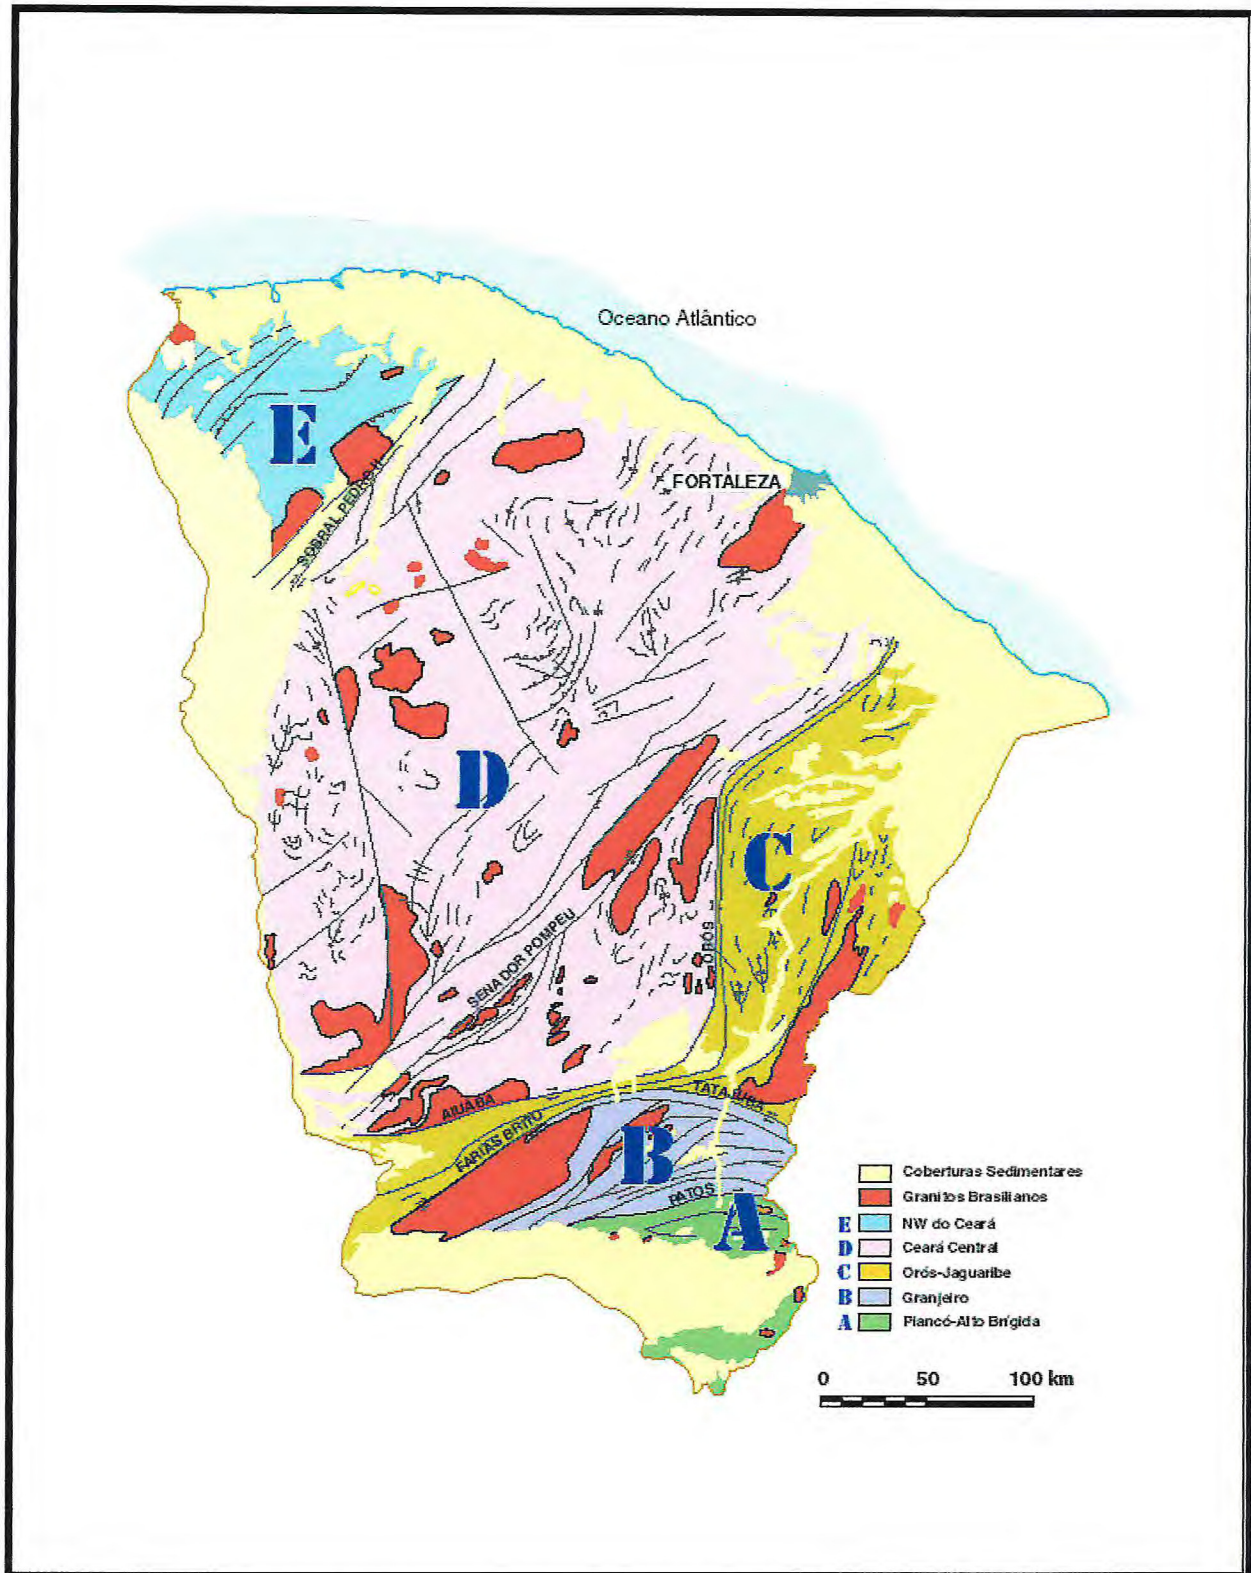 Oceano Atlântico
E
FORTALEZA
SOBRAL PEDRO II
D
C
ORÓS
SENADOR POMPEU
AIUABA
TATAJUBA
FARIAS BRITO
B
PATOS
A
Coberturas Sedimentares
Granitos Brasilianos
E NW do Ceará
D Ceará Central
C Orós-Jaguaribe
B Granjeiro
A Piancó-Alto Brígida
0 50 100 km